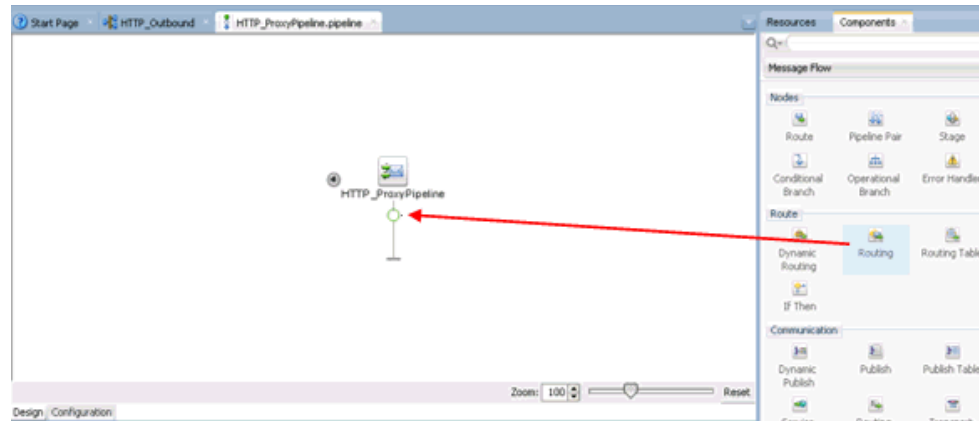 Start Page HTTP_Outbound HTTP_ProxyPipeline.pipeline Resources Components
Message Flow
Nodes
Route Pipeline Pair Stage
Conditional Branch Operational Branch Error Handler
Route
Dynamic Routing Routing Routing Table
If Then
Communication
Dynamic Publish Publish Publish Table
HTTP_ProxyPipeline
Zoom: 100 Reset
Design Configuration